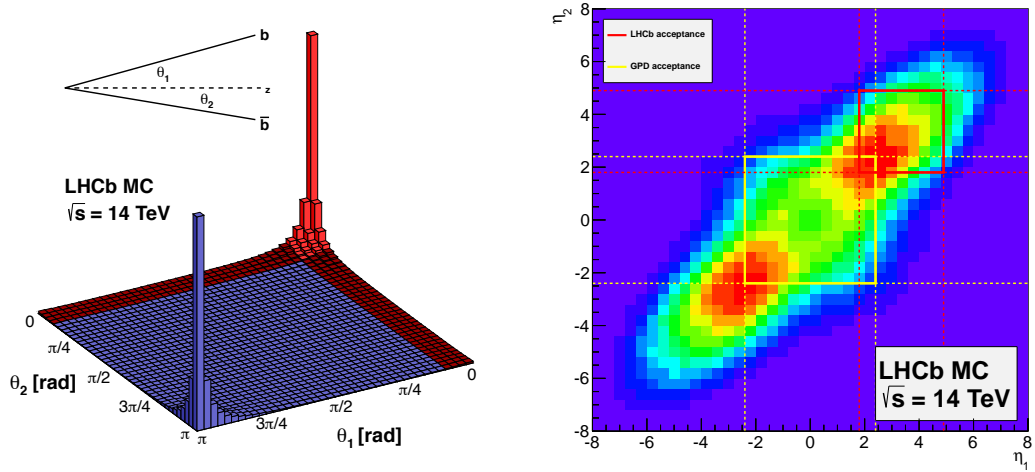 b
θ1
z
θ2
b̅
LHCb MC
√s = 14 TeV
0
π/4
π/2
3π/4
π
θ2 [rad]
π
3π/4
π/2
π/4
0
θ1 [rad]
η2
8
6
4
2
0
-2
-4
-6
-8
LHCb acceptance
GPD acceptance
LHCb MC
√s = 14 TeV
-8 -6 -4 -2 0 2 4 6 8
η1